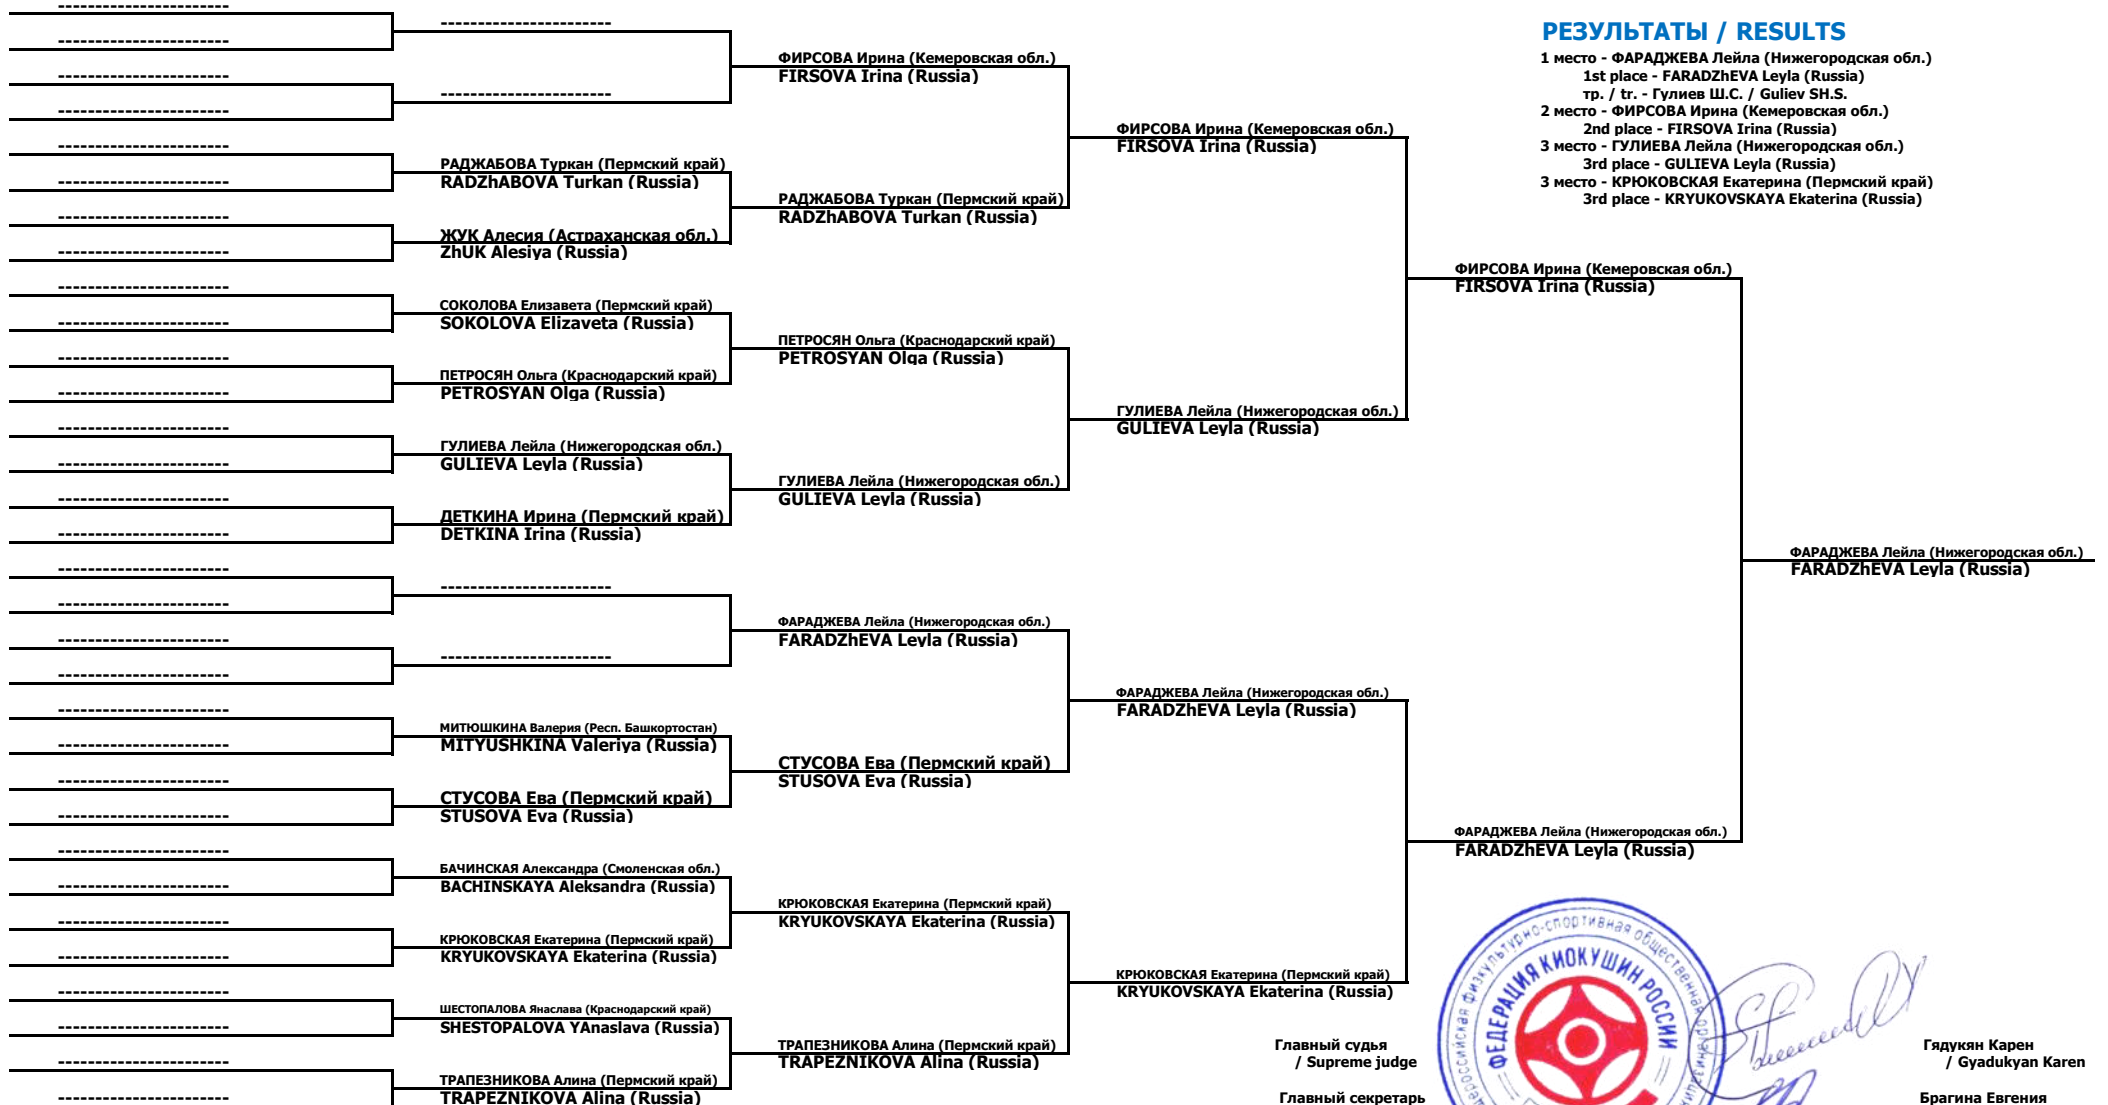 РЕЗУЛЬТАТЫ / RESULTS
1 место - ФАРАДЖЕВА Лейла (Нижегородская обл.)
1st place - FARADZhEVA Leyla (Russia)
тр. / tr. - Гулиев Ш.С. / Guliev SH.S.
2 место - ФИРСОВА Ирина (Кемеровская обл.)
2nd place - FIRSOVA Irina (Russia)
3 место - ГУЛИЕВА Лейла (Нижегородская обл.)
3rd place - GULIEVA Leyla (Russia)
3 место - КРЮКОВСКАЯ Екатерина (Пермский край)
3rd place - KRYUKOVSKAYA Ekaterina (Russia)
РАДЖАБОВА Туркан (Пермский край)
RADZhABOVA Turkan (Russia)
ЖУК Алесия (Астраханская обл.)
ZhUK Alesiya (Russia)
СОКОЛОВА Елизавета (Пермский край)
SOKOLOVA Elizaveta (Russia)
ПЕТРОСЯН Ольга (Краснодарский край)
PETROSYAN Olga (Russia)
ГУЛИЕВА Лейла (Нижегородская обл.)
GULIEVA Leyla (Russia)
ДЕТКИНА Ирина (Пермский край)
DETKINA Irina (Russia)
МИТЮШКИНА Валерия (Респ. Башкортостан)
MITYUSHKINA Valeriya (Russia)
СТУСОВА Ева (Пермский край)
STUSOVA Eva (Russia)
БАЧИНСКАЯ Александра (Смоленская обл.)
BACHINSKAYA Aleksandra (Russia)
КРЮКОВСКАЯ Екатерина (Пермский край)
KRYUKOVSKAYA Ekaterina (Russia)
ШЕСТОПАЛОВА Янаслава (Краснодарский край)
SHESTOPALOVA YAnaslava (Russia)
ТРАПЕЗНИКОВА Алина (Пермский край)
TRAPEZNIKOVA Alina (Russia)
ФИРСОВА Ирина (Кемеровская обл.)
FIRSOVA Irina (Russia)
РАДЖАБОВА Туркан (Пермский край)
RADZhABOVA Turkan (Russia)
ПЕТРОСЯН Ольга (Краснодарский край)
PETROSYAN Olga (Russia)
ГУЛИЕВА Лейла (Нижегородская обл.)
GULIEVA Leyla (Russia)
ФАРАДЖЕВА Лейла (Нижегородская обл.)
FARADZhEVA Leyla (Russia)
СТУСОВА Ева (Пермский край)
STUSOVA Eva (Russia)
КРЮКОВСКАЯ Екатерина (Пермский край)
KRYUKOVSKAYA Ekaterina (Russia)
ТРАПЕЗНИКОВА Алина (Пермский край)
TRAPEZNIKOVA Alina (Russia)
ФИРСОВА Ирина (Кемеровская обл.)
FIRSOVA Irina (Russia)
ГУЛИЕВА Лейла (Нижегородская обл.)
GULIEVA Leyla (Russia)
ФАРАДЖЕВА Лейла (Нижегородская обл.)
FARADZhEVA Leyla (Russia)
КРЮКОВСКАЯ Екатерина (Пермский край)
KRYUKOVSKAYA Ekaterina (Russia)
ФИРСОВА Ирина (Кемеровская обл.)
FIRSOVA Irina (Russia)
ФАРАДЖЕВА Лейла (Нижегородская обл.)
FARADZhEVA Leyla (Russia)
ФАРАДЖЕВА Лейла (Нижегородская обл.)
FARADZhEVA Leyla (Russia)
физкультурно-спортивная общественная
ФЕДЕРАЦИЯ КИОКУШИН РОССИИ
Главный судья
/ Supreme judge
Гядукян Карен
/ Gyadukyan Karen
Главный секретарь
Брагина Евгения